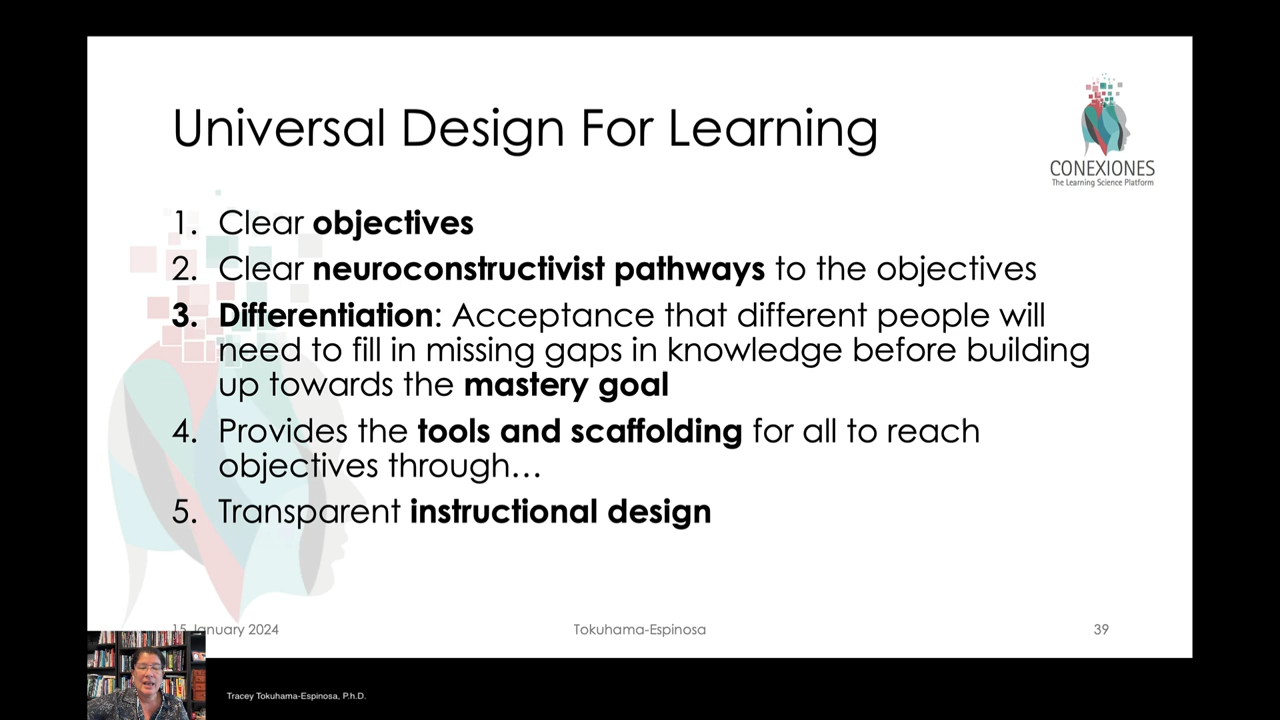 Universal Design For Learning
CONEXIONES
The Learning Science Platform
1. Clear objectives
2. Clear neuroconstructivist pathways to the objectives
3. Differentiation: Acceptance that different people will
need to fill in missing gaps in knowledge before building
up towards the mastery goal
4. Provides the tools and scaffolding for all to reach
objectives through…
5. Transparent instructional design
15 January 2024
Tokuhama-Espinosa
39
Tracey Tokuhama-Espinosa, Ph.D.